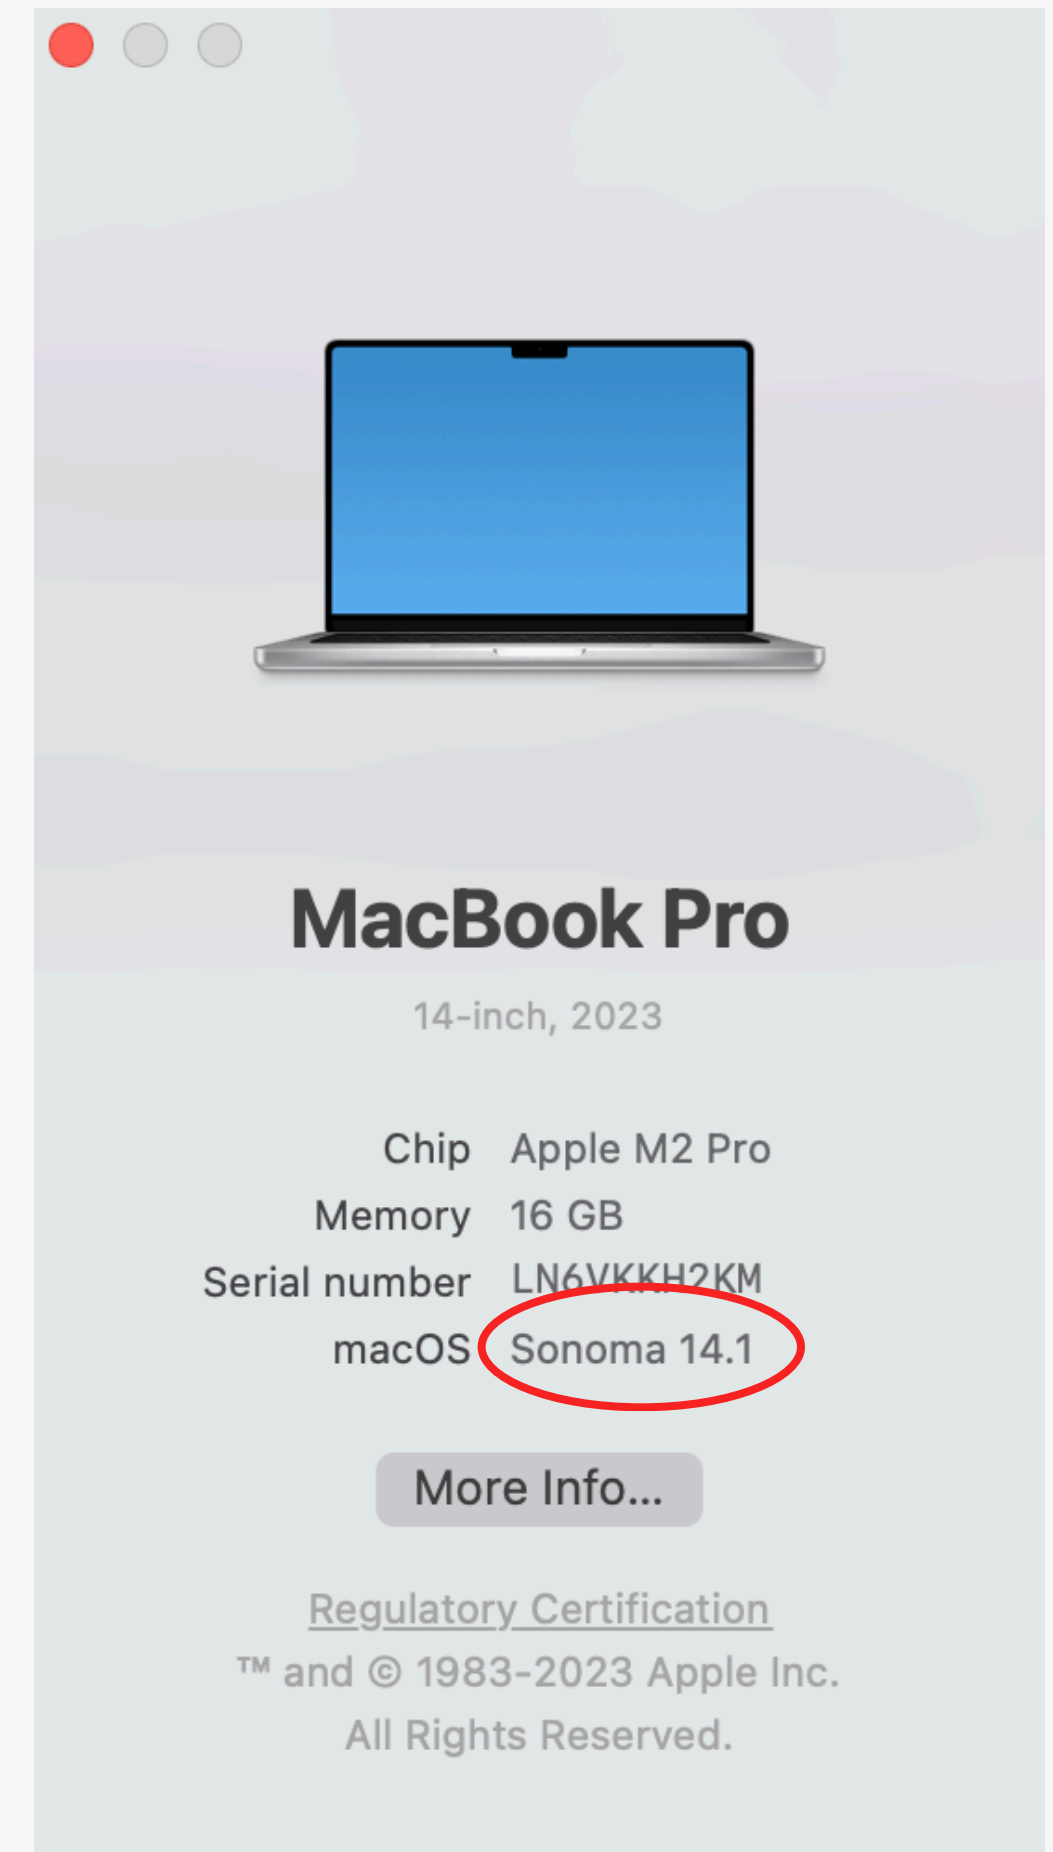 MacBook Pro
14-inch, 2023
Chip Apple M2 Pro
Memory 16 GB
Serial number LN6VKKH2KM
macOS Sonoma 14.1
More Info...
Regulatory Certification
™ and © 1983-2023 Apple Inc.
All Rights Reserved.